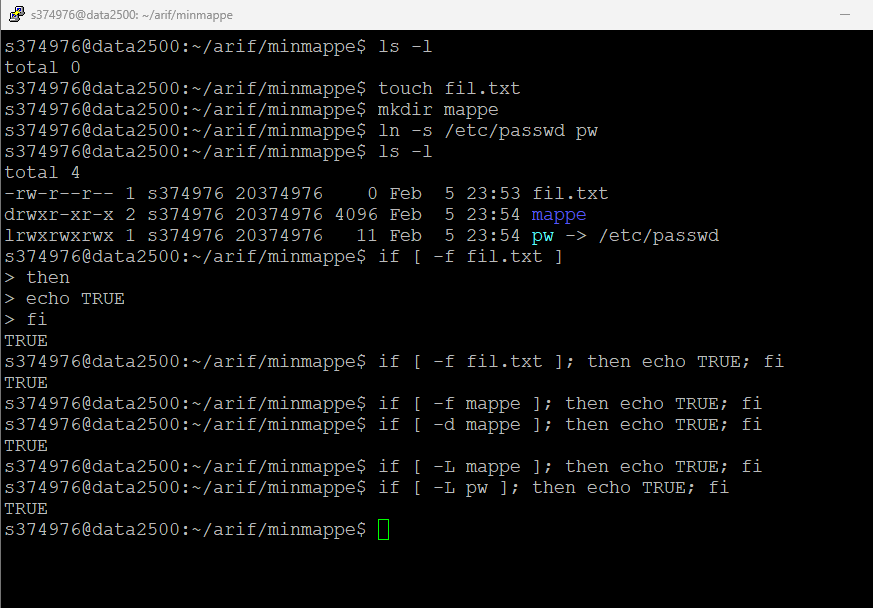 s374976@data2500: ~/arif/minmappe
s374976@data2500:~/arif/minmappe$ ls -l
total 0
s374976@data2500:~/arif/minmappe$ touch fil.txt
s374976@data2500:~/arif/minmappe$ mkdir mappe
s374976@data2500:~/arif/minmappe$ ln -s /etc/passwd pw
s374976@data2500:~/arif/minmappe$ ls -l
total 4
-rw-r--r-- 1 s374976 20374976    0 Feb  5 23:53 fil.txt
drwxr-xr-x 2 s374976 20374976 4096 Feb  5 23:54 mappe
lrwxrwxrwx 1 s374976 20374976   11 Feb  5 23:54 pw -> /etc/passwd
s374976@data2500:~/arif/minmappe$ if [ -f fil.txt ]
> then
> echo TRUE
> fi
TRUE
s374976@data2500:~/arif/minmappe$ if [ -f fil.txt ]; then echo TRUE; fi
TRUE
s374976@data2500:~/arif/minmappe$ if [ -f mappe ]; then echo TRUE; fi
s374976@data2500:~/arif/minmappe$ if [ -d mappe ]; then echo TRUE; fi
TRUE
s374976@data2500:~/arif/minmappe$ if [ -L mappe ]; then echo TRUE; fi
s374976@data2500:~/arif/minmappe$ if [ -L pw ]; then echo TRUE; fi
TRUE
s374976@data2500:~/arif/minmappe$